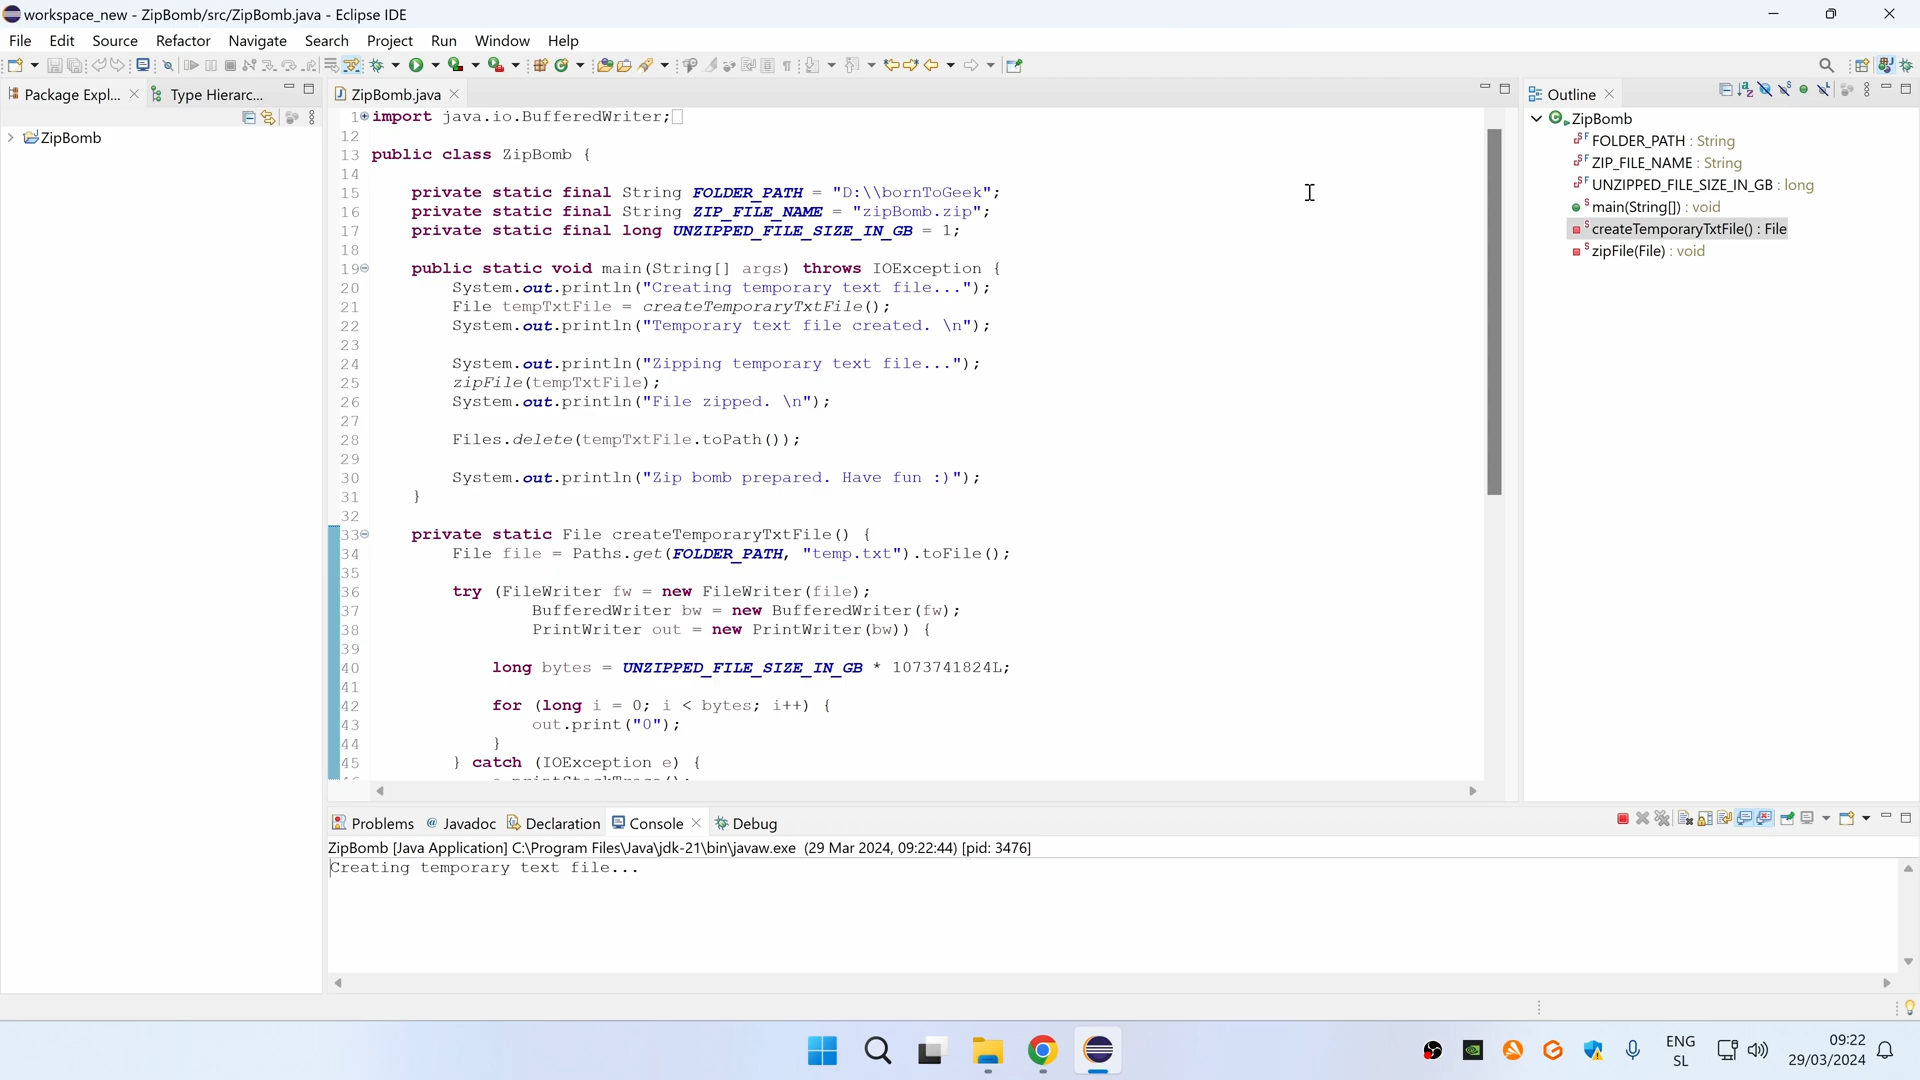 workspace_new - ZipBomb/src/ZipBomb.java - Eclipse IDE
File Edit Source Refactor Navigate Search Project Run Window Help
Package Expl... Type Hierarc...
ZipBomb.java
Outline
ZipBomb
1 import java.io.BufferedWriter;
12
13 public class ZipBomb {
14
15 private static final String FOLDER_PATH = "D:\\bornToGeek";
16 private static final String ZIP_FILE_NAME = "zipBomb.zip";
17 private static final long UNZIPPED_FILE_SIZE_IN_GB = 1;
18
19 public static void main(String[] args) throws IOException {
20 System.out.println("Creating temporary text file...");
21 File tempTxtFile = createTemporaryTxtFile();
22 System.out.println("Temporary text file created. \n");
23
24 System.out.println("Zipping temporary text file...");
25 zipFile(tempTxtFile);
26 System.out.println("File zipped. \n");
27
28 Files.delete(tempTxtFile.toPath());
29
30 System.out.println("Zip bomb prepared. Have fun :)");
31 }
32
33 private static File createTemporaryTxtFile() {
34 File file = Paths.get(FOLDER_PATH, "temp.txt").toFile();
35
36 try (FileWriter fw = new FileWriter(file);
37 BufferedWriter bw = new BufferedWriter(fw);
38 PrintWriter out = new PrintWriter(bw)) {
39
40 long bytes = UNZIPPED_FILE_SIZE_IN_GB * 1073741824L;
41
42 for (long i = 0; i < bytes; i++) {
43 out.print("0");
44 }
45 } catch (IOException e) {
ZipBomb
FOLDER_PATH : String
ZIP_FILE_NAME : String
UNZIPPED_FILE_SIZE_IN_GB : long
main(String[]) : void
createTemporaryTxtFile() : File
zipFile(File) : void
Problems @ Javadoc Declaration Console Debug
ZipBomb [Java Application] C:\Program Files\Java\jdk-21\bin\javaw.exe (29 Mar 2024, 09:22:44) [pid: 3476]
Creating temporary text file...
ENG
SL
09:22
29/03/2024